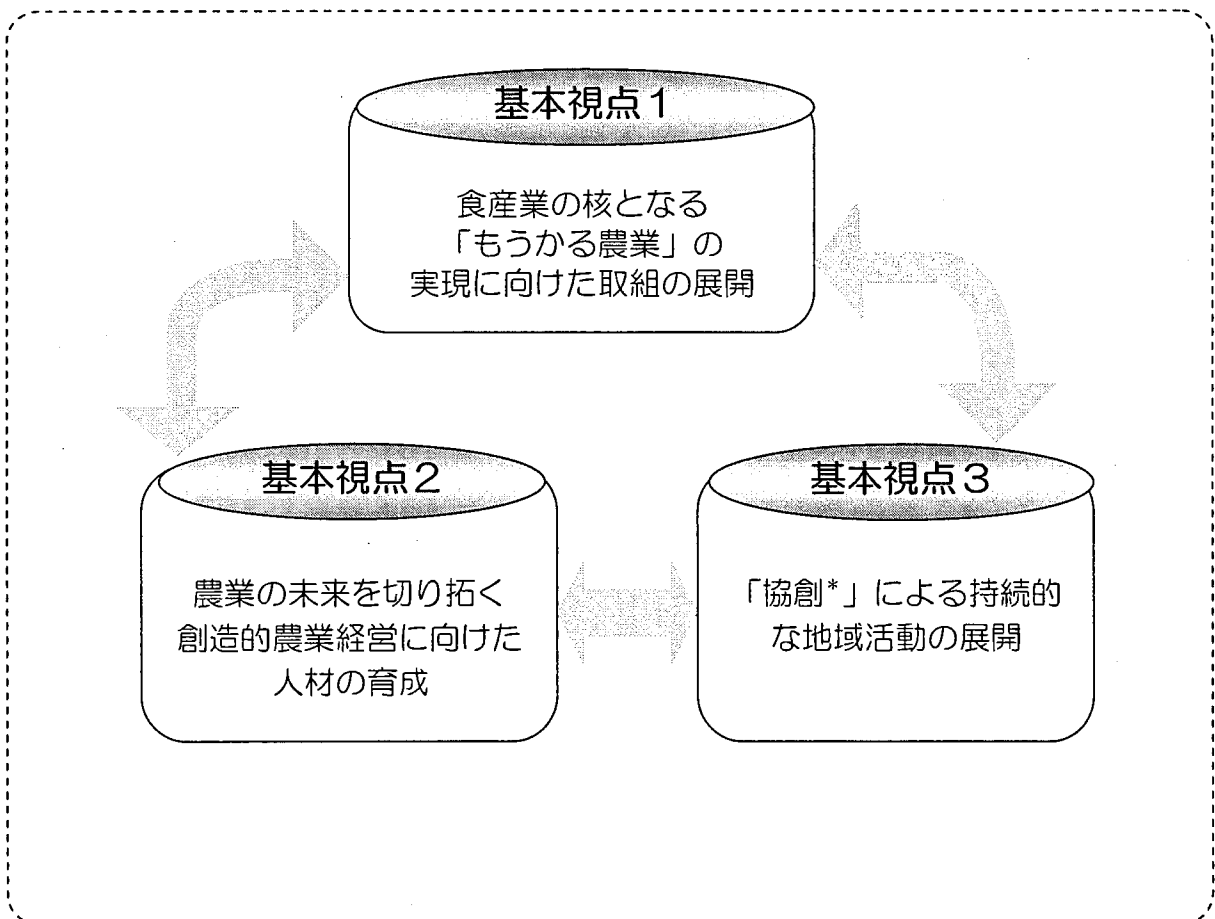 基本視点1
食産業の核となる
「もうかる農業」の
実現に向けた取組の展開
基本視点2
農業の未来を切り拓く
創造的農業経営に向けた
人材の育成
基本視点3
「協創*」による持続的
な地域活動の展開